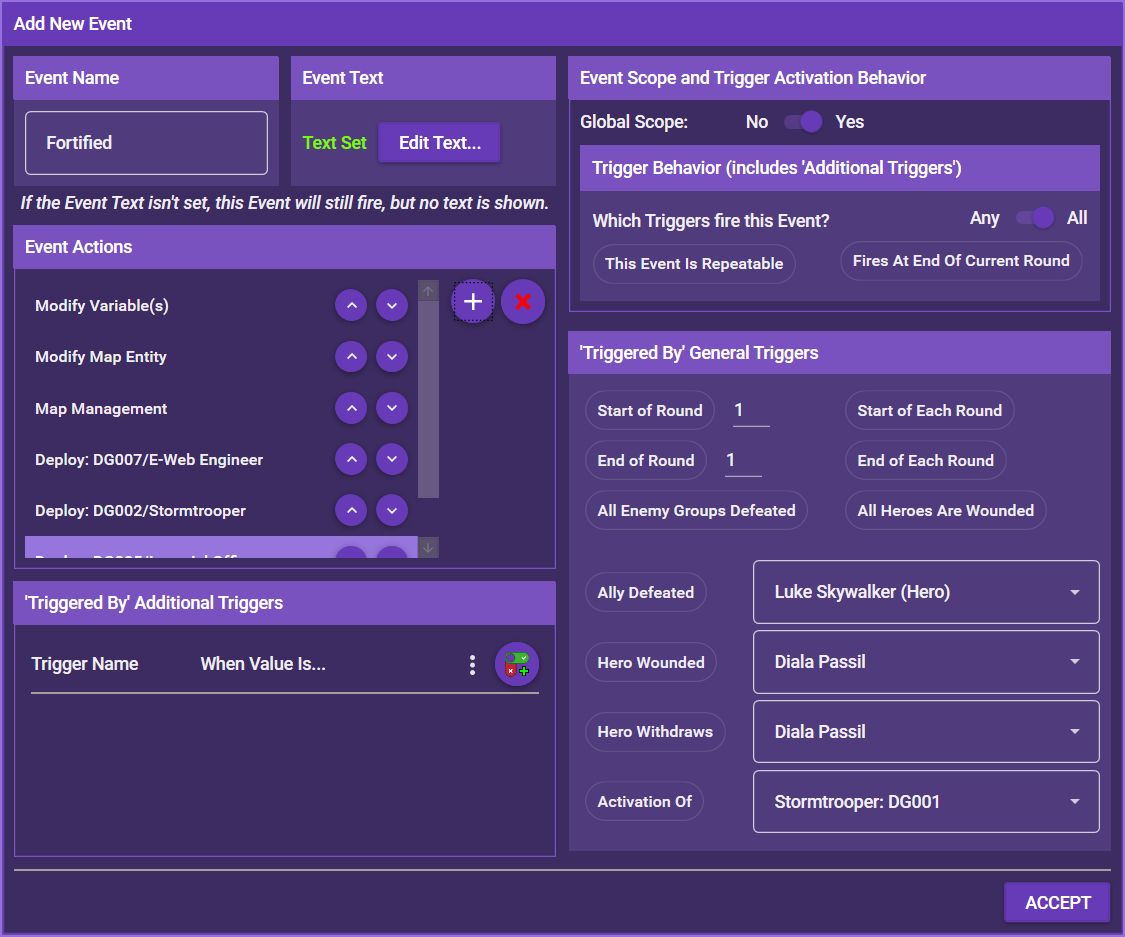 Add New Event
Event Name
Fortified
Event Text
Text Set
Edit Text...
If the Event Text isn't set, this Event will still fire, but no text is shown.
Event Actions
Modify Variable(s)
Modify Map Entity
Map Management
Deploy: DG007/E-Web Engineer
Deploy: DG002/Stormtrooper
'Triggered By' Additional Triggers
Trigger Name When Value Is...
Event Scope and Trigger Activation Behavior
Global Scope: No Yes
Trigger Behavior (includes 'Additional Triggers')
Which Triggers fire this Event? Any All
This Event Is Repeatable Fires At End Of Current Round
'Triggered By' General Triggers
Start of Round 1 Start of Each Round
End of Round 1 End of Each Round
All Enemy Groups Defeated All Heroes Are Wounded
Ally Defeated Luke Skywalker (Hero)
Hero Wounded Diala Passil
Hero Withdraws Diala Passil
Activation Of Stormtrooper: DG001
ACCEPT